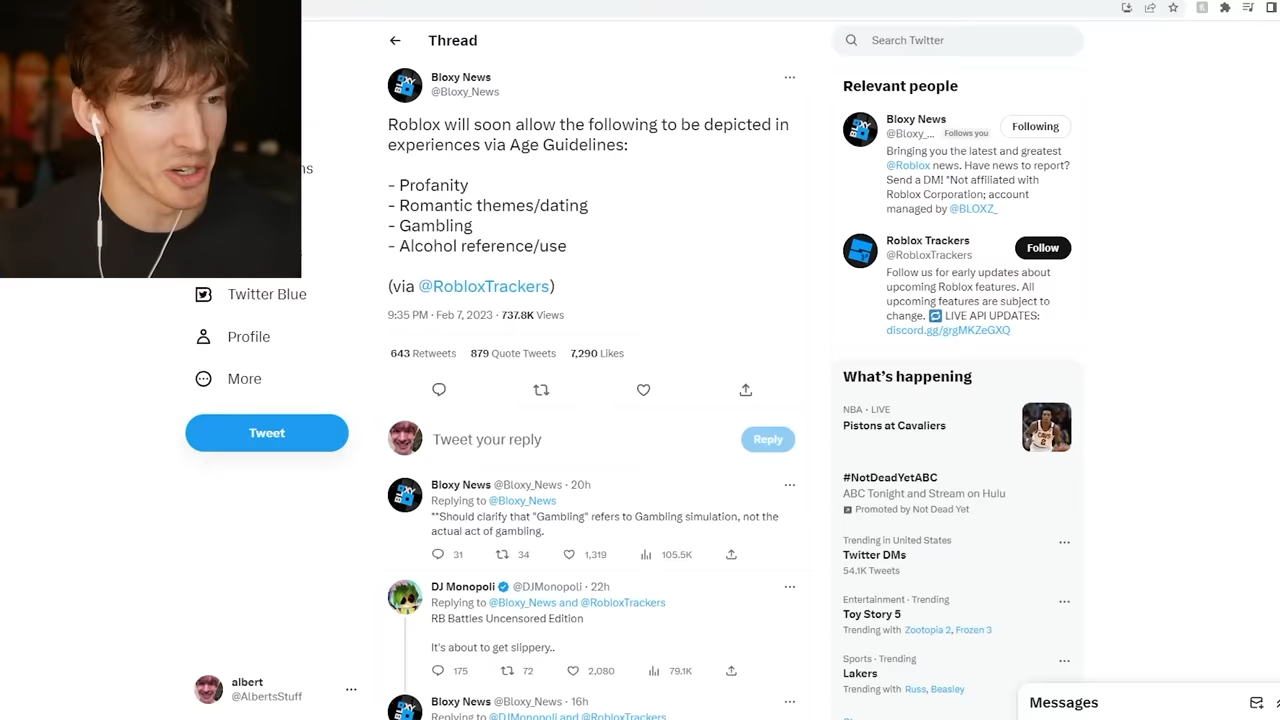 Thread
Search Twitter
Bloxy News
@Bloxy_News
Roblox will soon allow the following to be depicted in
experiences via Age Guidelines:
- Profanity
- Romantic themes/dating
- Gambling
- Alcohol reference/use
(via @RobloxTrackers)
9:35 PM · Feb 7, 2023 · 737.8K Views
643 Retweets 879 Quote Tweets 7,290 Likes
Tweet your reply
Reply
Bloxy News @Bloxy_News · 20h
Replying to @Bloxy_News
**Should clarify that "Gambling" refers to Gambling simulation, not the
actual act of gambling.
31 34 1,319 105.5K
DJ Monopoli @DJMonopoli · 22h
Replying to @Bloxy_News and @RobloxTrackers
RB Battles Uncensored Edition
It's about to get slippery..
175 72 2,080 79.1K
Bloxy News @Bloxy_News · 16h
Replying to @DJMonopoli and @RobloxTrackers
ns
Twitter Blue
Profile
More
Tweet
albert
@AlbertsStuff
Relevant people
Bloxy News
@Bloxy_... Follows you
Following
Bringing you the latest and greatest
@Roblox news. Have news to report?
Send a DM! *Not affiliated with
Roblox Corporation; account
managed by @BLOXZ_
Roblox Trackers
@RobloxTrackers
Follow
Follow us for early updates about
upcoming Roblox features. All
upcoming features are subject to
change. LIVE API UPDATES:
discord.gg/grgMKZeGXQ
What's happening
NBA · LIVE
Pistons at Cavaliers
#NotDeadYetABC
ABC Tonight and Stream on Hulu
Promoted by Not Dead Yet
Trending in United States
Twitter DMs
54.1K Tweets
Entertainment · Trending
Toy Story 5
Trending with Zootopia 2, Frozen 3
Sports · Trending
Lakers
Trending with Russ, Beasley
Messages